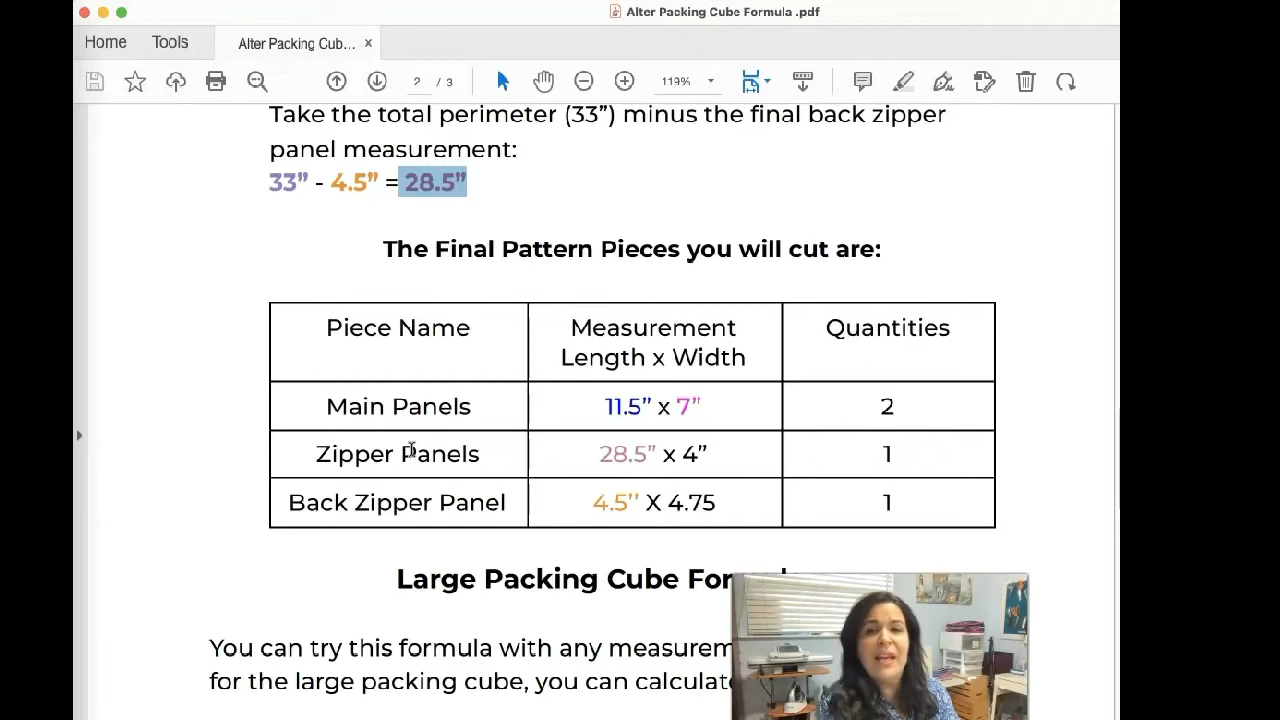 Alter Packing Cube Formula .pdf
Home Tools Alter Packing Cub... x
2 / 3 119%
Take the total perimeter (33”) minus the final back zipper
panel measurement:
33” - 4.5” = 28.5”
The Final Pattern Pieces you will cut are:
Piece Name Measurement Quantities
Length x Width
Main Panels 11.5” x 7” 2
Zipper Panels 28.5” x 4” 1
Back Zipper Panel 4.5’’ X 4.75 1
Large Packing Cube
You can try this formula with any
for the large packing cube, you can